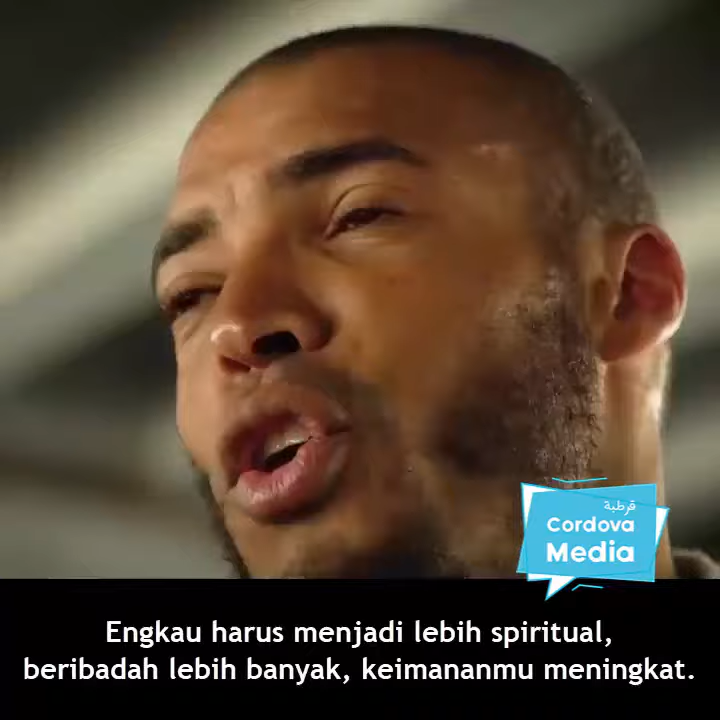 قرطبة
Cordova
Media
Engkau harus menjadi lebih spiritual,
beribadah lebih banyak, keimananmu meningkat.